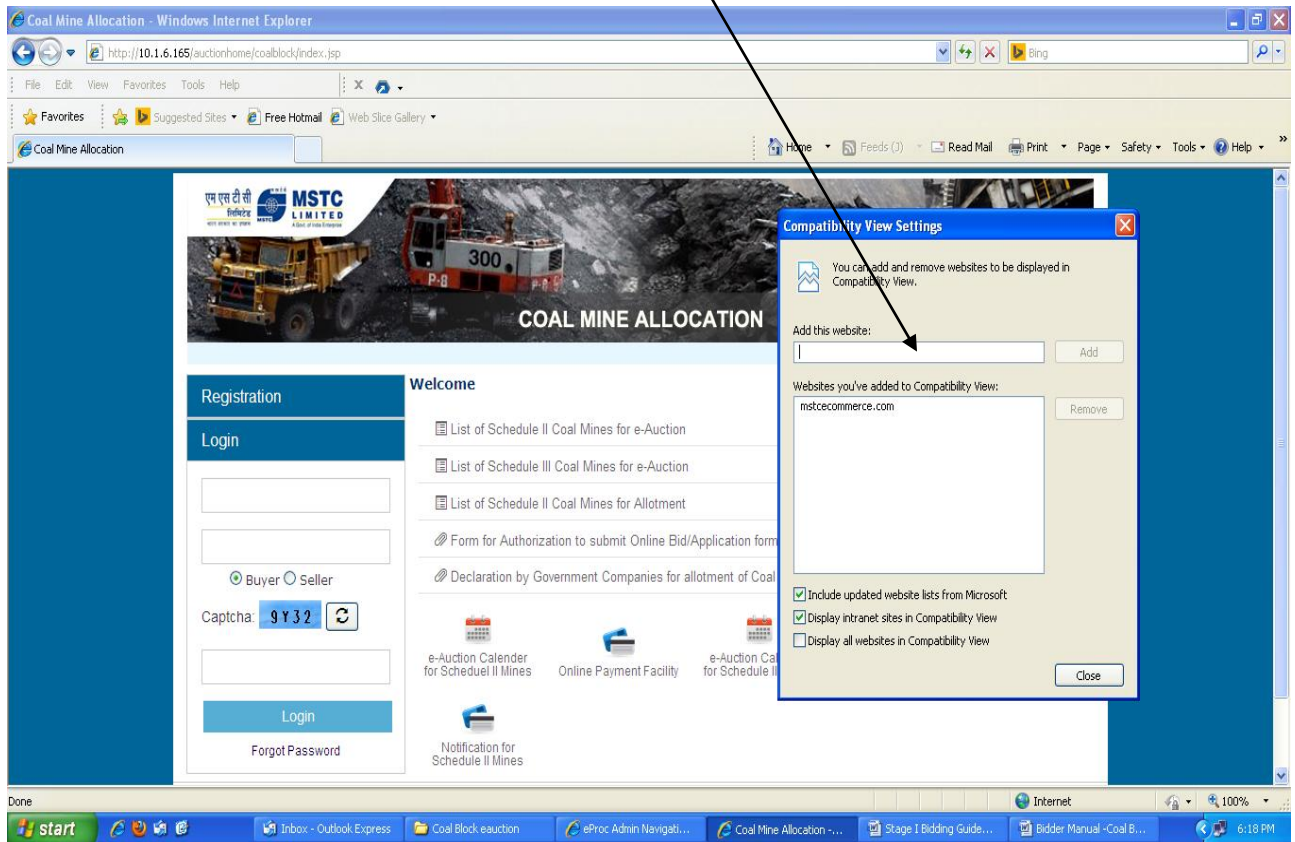 Coal Mine Allocation - Windows Internet Explorer
http://10.1.6.165/auctionhome/coalblock/index.jsp
Bing
File Edit View Favorites Tools Help
X
Favorites Suggested Sites Free Hotmail Web Slice Gallery
Coal Mine Allocation
Home Feeds (J) Read Mail Print Page Safety Tools Help »
एम एस टी सी
लिमिटेड
MSTC
MSTC
LIMITED
300
P-8
COAL MINE ALLOCATION
Registration
Login
Buyer Seller
Captcha: 9Y32
Login
Forgot Password
Welcome
List of Schedule II Coal Mines for e-Auction
List of Schedule III Coal Mines for e-Auction
List of Schedule II Coal Mines for Allotment
Form for Authorization to submit Online Bid/Application form
Declaration by Government Companies for allotment of Coal
e-Auction Calender
for Scheduel II Mines
Online Payment Facility
e-Auction Cal
for Schedule II
Notification for
Schedule II Mines
Compatibility View Settings
You can add and remove websites to be displayed in
Compatibility View.
Add this website:
Add
Websites you've added to Compatibility View:
mstcecommerce.com
Remove
Include updated website lists from Microsoft
Display intranet sites in Compatibility View
Display all websites in Compatibility View
Close
Done
Internet
100%
start
Inbox - Outlook Express
Coal Block eauction
eProc Admin Navigati...
Coal Mine Allocation -...
Stage I Bidding Guide...
Bidder Manual -Coal B...
6:18 PM